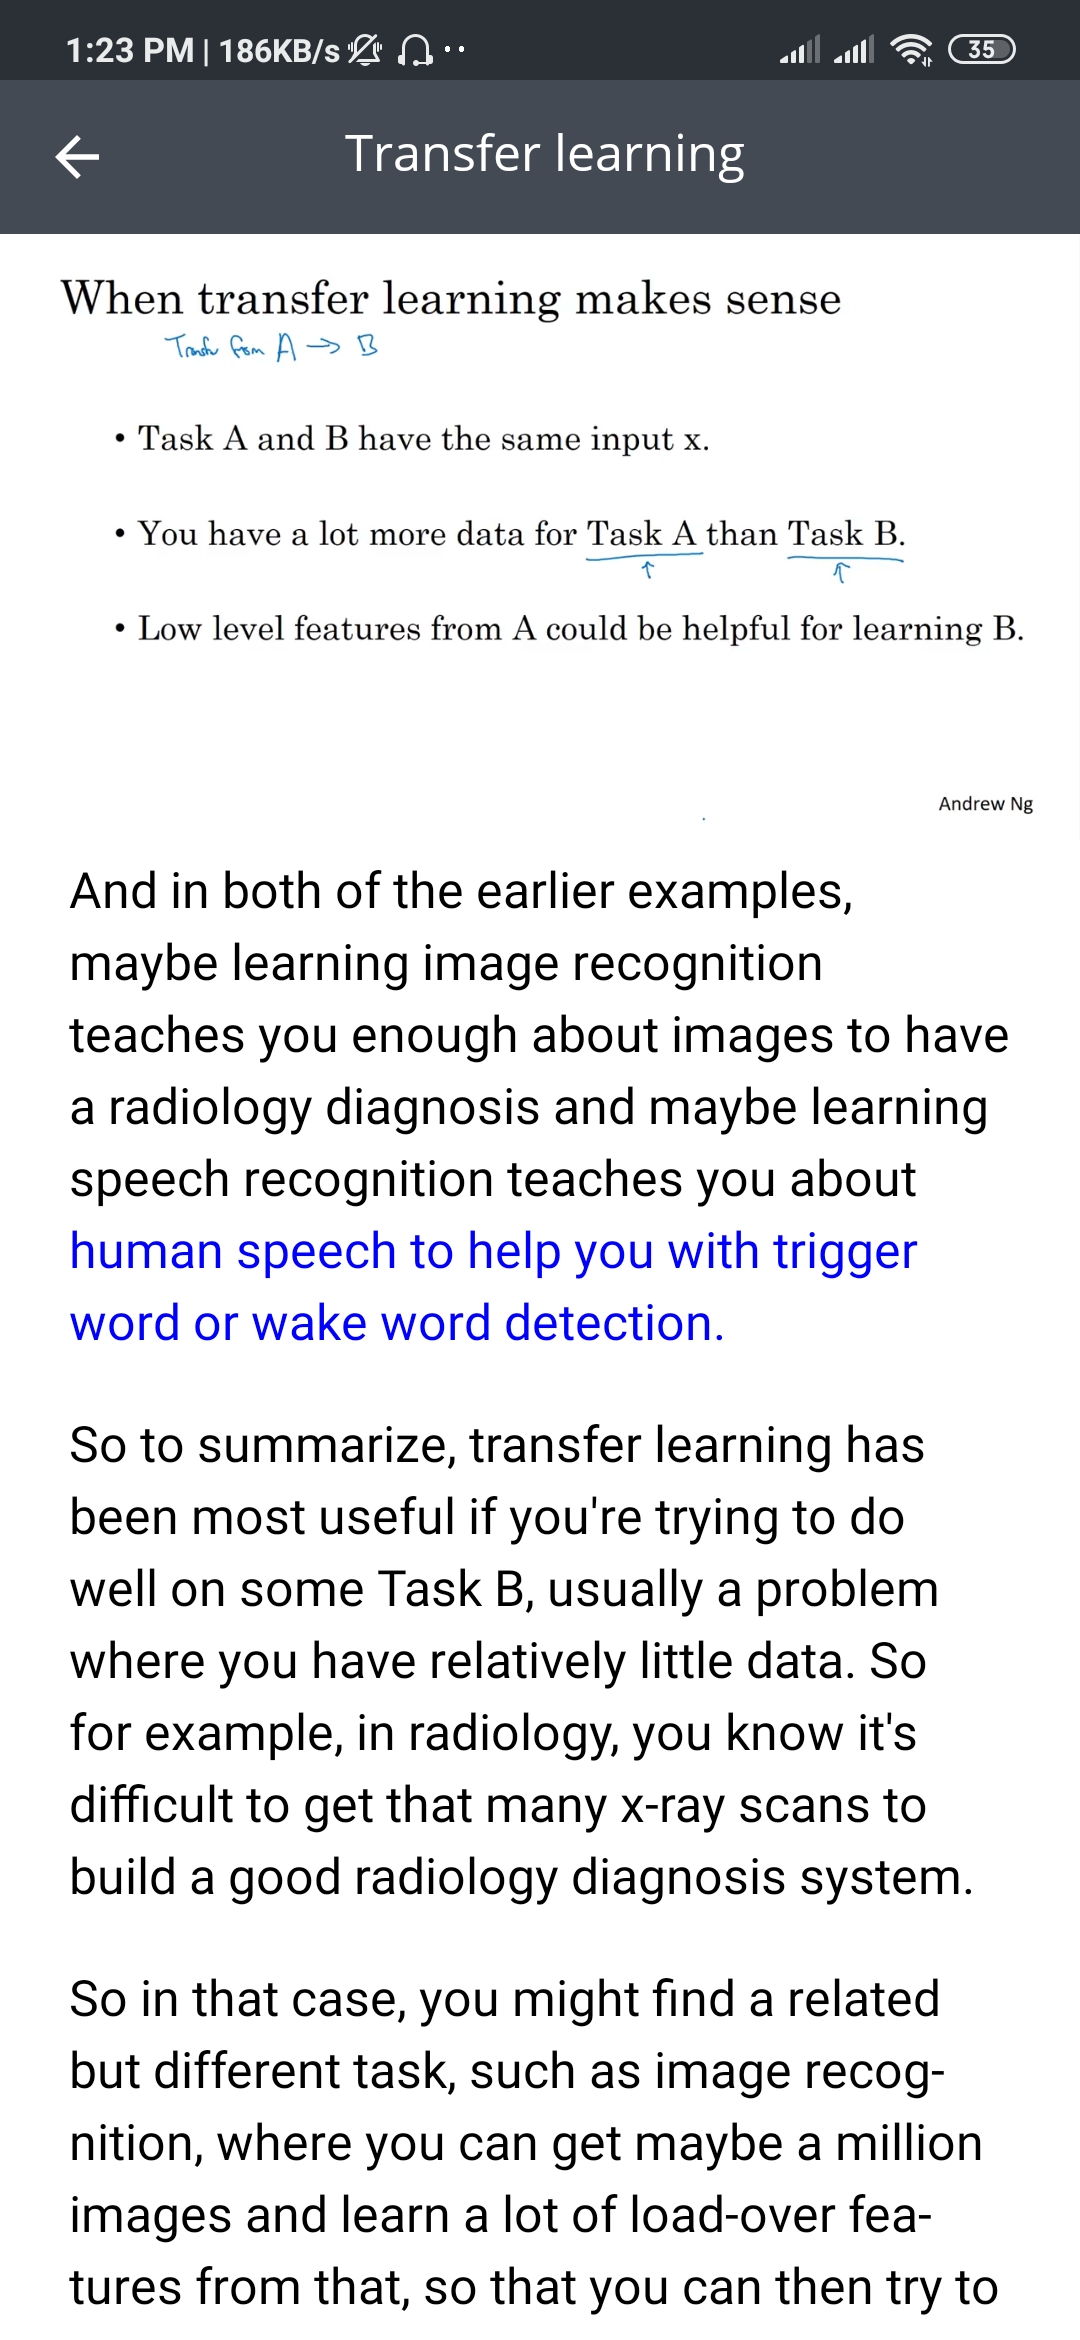 1:23 PM | 186KB/s
35
Transfer learning
When transfer learning makes sense
Transfer from A → B
• Task A and B have the same input x.
• You have a lot more data for Task A than Task B.
↑ ↑
• Low level features from A could be helpful for learning B.
Andrew Ng
And in both of the earlier examples,
maybe learning image recognition
teaches you enough about images to have
a radiology diagnosis and maybe learning
speech recognition teaches you about
human speech to help you with trigger
word or wake word detection.
So to summarize, transfer learning has
been most useful if you're trying to do
well on some Task B, usually a problem
where you have relatively little data. So
for example, in radiology, you know it's
difficult to get that many x-ray scans to
build a good radiology diagnosis system.
So in that case, you might find a related
but different task, such as image recog-
nition, where you can get maybe a million
images and learn a lot of load-over fea-
tures from that, so that you can then try to